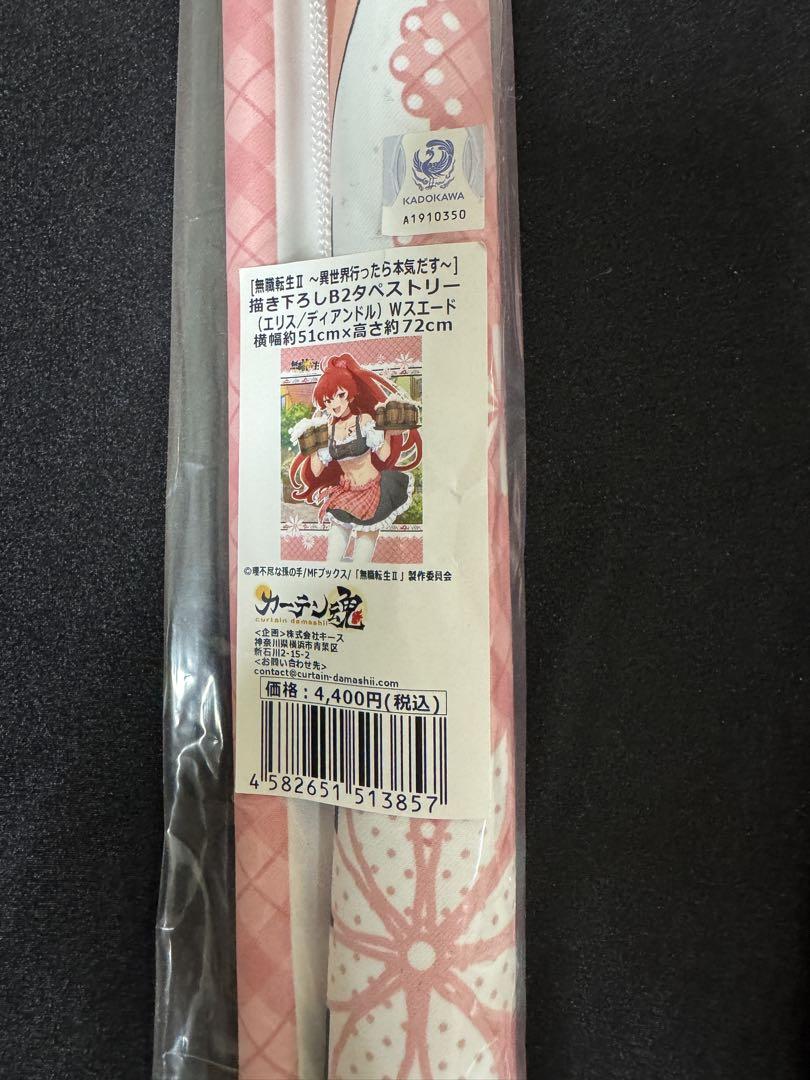 KADOKAWA
A1910350
[無職転生Ⅱ ～異世界行ったら本気だす～]
描き下ろしB2タペストリー
(エリス/ディアンドル) Wスエード
横幅約51cm×高さ約72cm
無職転生
©理不尽な孫の手/MFブックス/「無職転生Ⅱ」製作委員会
カーテン魂
curtain damashii
<企画>株式会社キース
神奈川県横浜市青葉区
新石川2-15-2
<お問い合わせ先>
contact@curtain-damashii.com
価格：4,400円(税込)
4 582651 513857